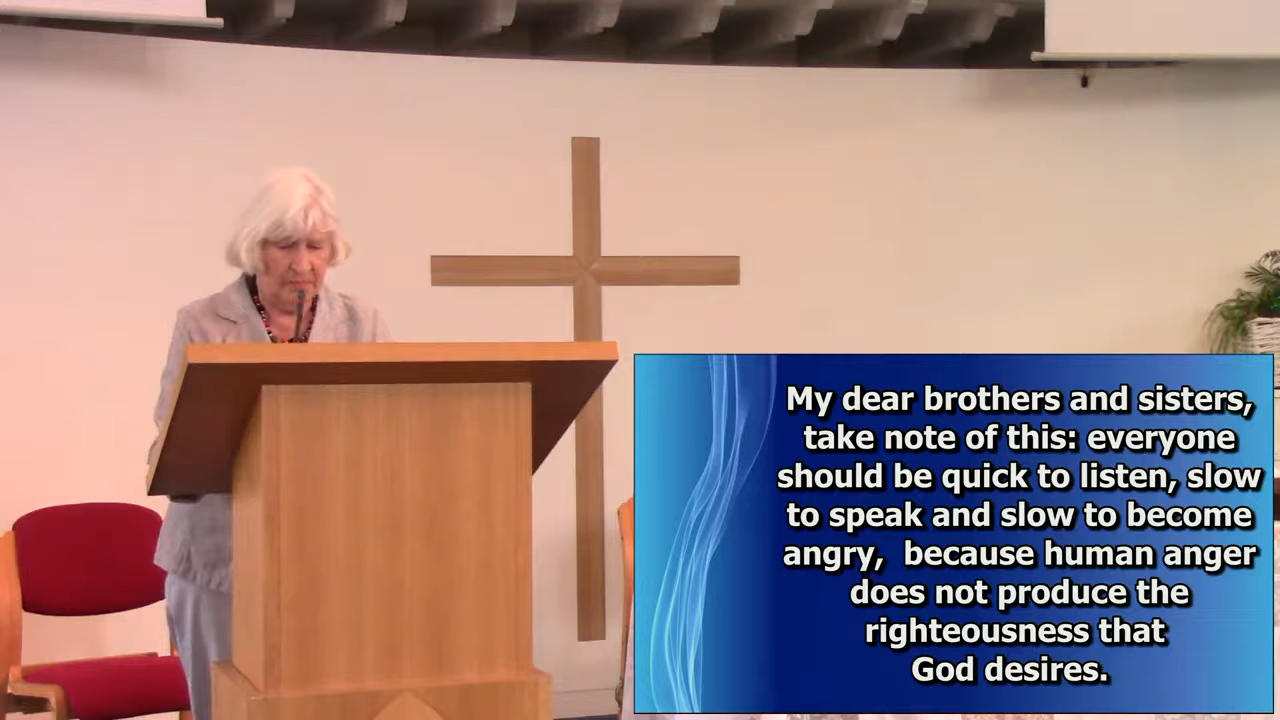 My dear brothers and sisters,
take note of this: everyone
should be quick to listen, slow
to speak and slow to become
angry,  because human anger
does not produce the
righteousness that
God desires.